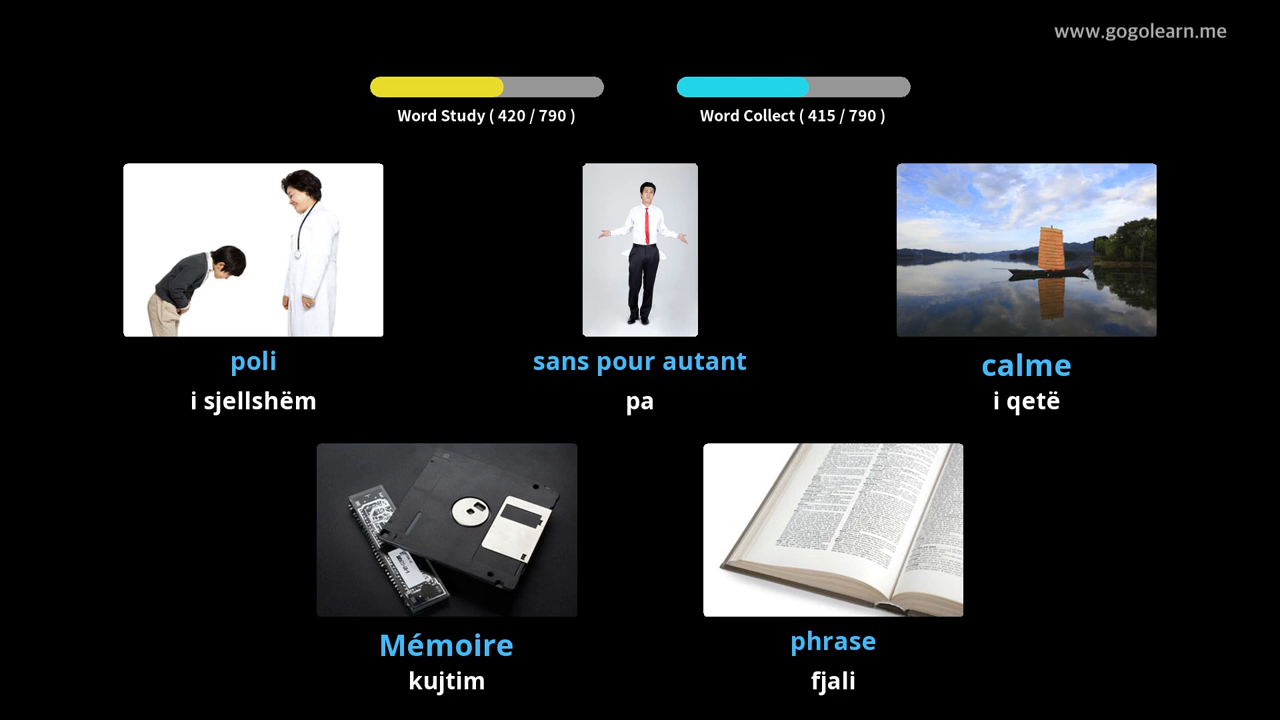 www.gogolearn.me
Word Study ( 420 / 790 )
Word Collect ( 415 / 790 )
poli
i sjellshëm
sans pour autant
pa
calme
i qetë
Mémoire
kujtim
phrase
fjali